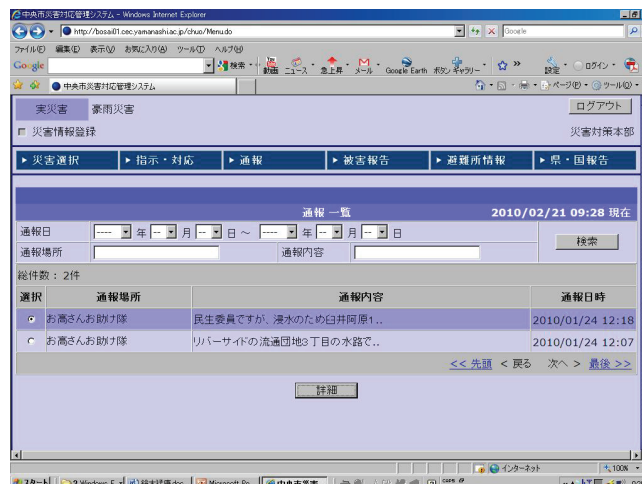 中央市災害対応管理システム - Windows Internet Explorer
http://bosai01.cec.yamanashi.ac.jp/chuo/Menu.do
Google
ファイル(F) 編集(E) 表示(V) お気に入り(A) ツール(T) ヘルプ(H)
Google 検索 動画 ニュース 急上昇 メール Google Earth ポケギャラリー 設定 ログイン
中央市災害対応管理システム ページ(P) ツール(O)
実災害 豪雨災害 ログアウト
災害情報登録 災害対策本部
災害選択 指示・対応 通報 被害報告 避難所情報 県・国報告
通報 一覧 2010/02/21 09:28 現在
通報日 ---- 年 -- 月 -- 日 ～ ---- 年 -- 月 -- 日
通報場所 通報内容 検索
総件数 : 2件
選択 通報場所 通報内容 通報日時
お高さんお助け隊 民生委員ですが、浸水のため臼井阿原1.. 2010/01/24 12:18
お高さんお助け隊 リバーサイドの流通団地3丁目の水路で.. 2010/01/24 12:07
<< 先頭 < 戻る 次へ > 最後 >>
詳細
インターネット 100%
スタート